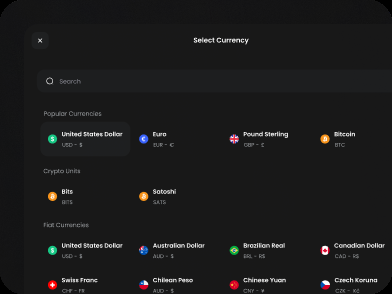 Select Currency
Search
Popular Currencies
United States Dollar Euro Pound Sterling Bitcoin
USD - $ EUR - € GBP - £ BTC
Crypto Units
Bits Satoshi
BITS SATS
Fiat Currencies
United States Dollar Australian Dollar Brazilian Real Canadian Dollar
USD - $ AUD - $ BRL - R$ CAD - R$
Swiss Franc Chilean Peso Chinese Yuan Czech Koruna
CHF - FR AUD - $ CNY - ¥ CZK - Kč